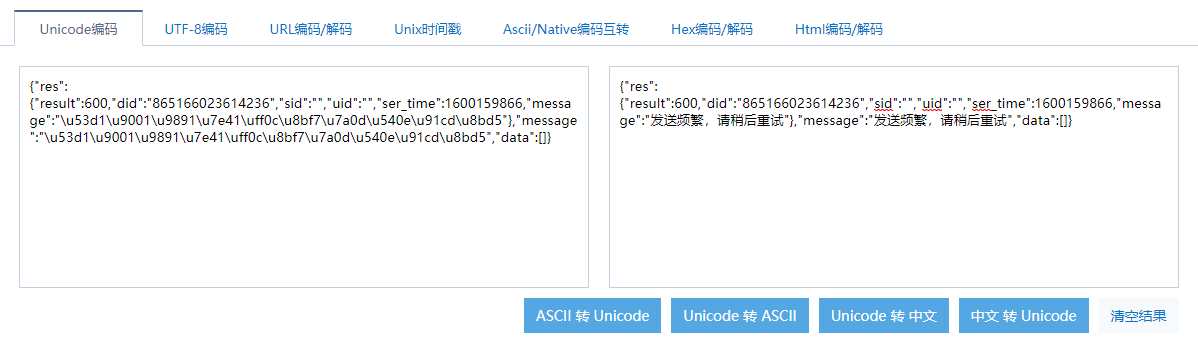 Unicode编码 UTF-8编码 URL编码/解码 Unix时间戳 Ascii/Native编码互转 Hex编码/解码 Html编码/解码
{"res":
{"result":600,"did":"865166023614236","sid":"","uid":"","ser_time":1600159866,"messa
ge":"\u53d1\u9001\u9891\u7e41\uff0c\u8bf7\u7a0d\u540e\u91cd\u8bd5"},"message
":"\u53d1\u9001\u9891\u7e41\uff0c\u8bf7\u7a0d\u540e\u91cd\u8bd5","data":[]}
{"res":
{"result":600,"did":"865166023614236","sid":"","uid":"","ser_time":1600159866,"messa
ge":"发送频繁，请稍后重试"},"message":"发送频繁，请稍后重试","data":[]}
ASCII 转 Unicode Unicode 转 ASCII Unicode 转 中文 中文 转 Unicode 清空结果